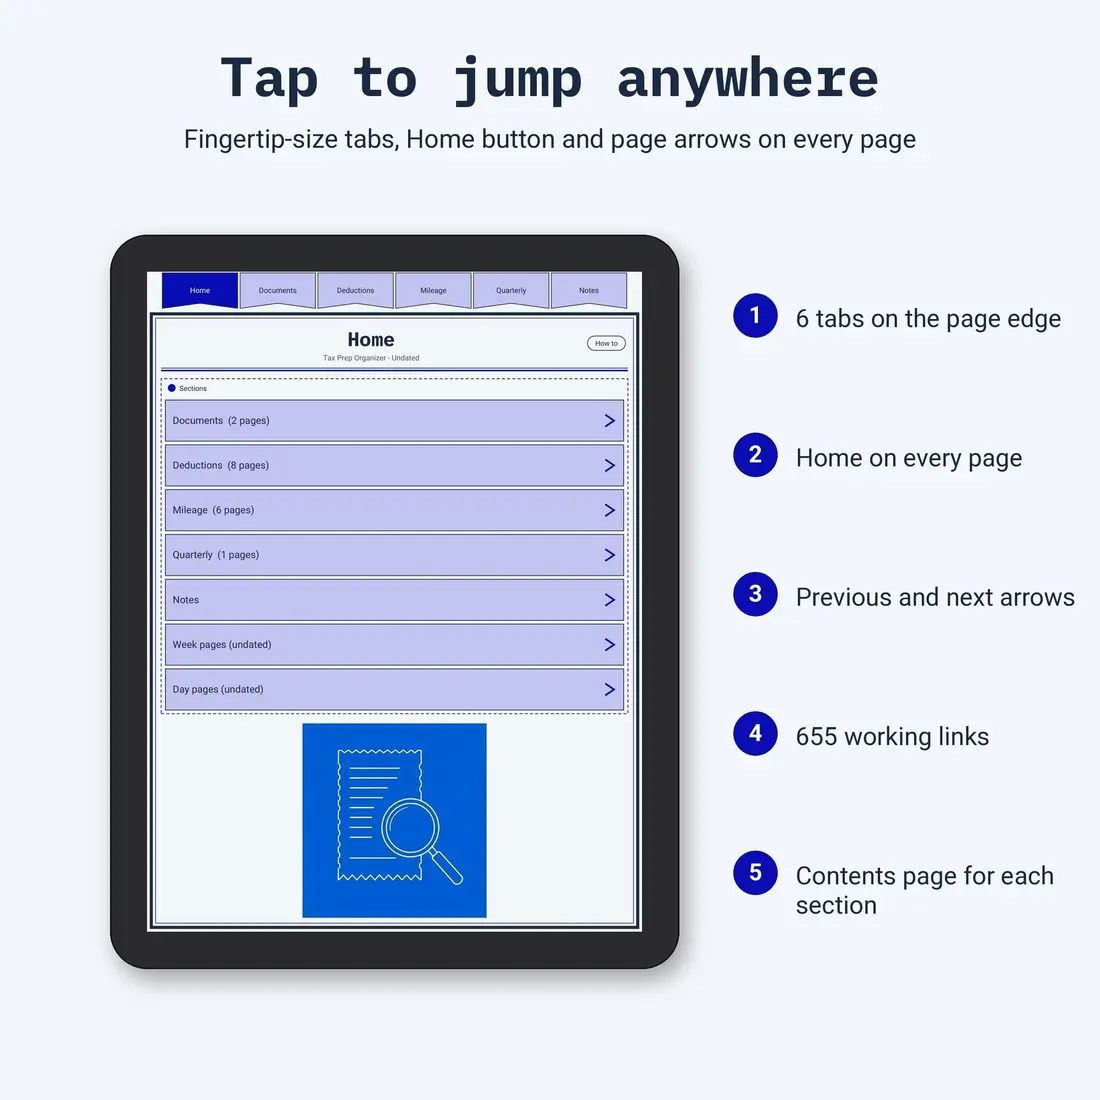 Tap to jump anywhere
Fingertip-size tabs, Home button and page arrows on every page
Home
Documents
Deductions
Mileage
Quarterly
Notes
Home
How to
Tax Prep Organizer - Undated
Sections
Documents (2 pages)
Deductions (8 pages)
Mileage (6 pages)
Quarterly (1 pages)
Notes
Week pages (undated)
Day pages (undated)
1 6 tabs on the page edge
2 Home on every page
3 Previous and next arrows
4 655 working links
5 Contents page for each
section